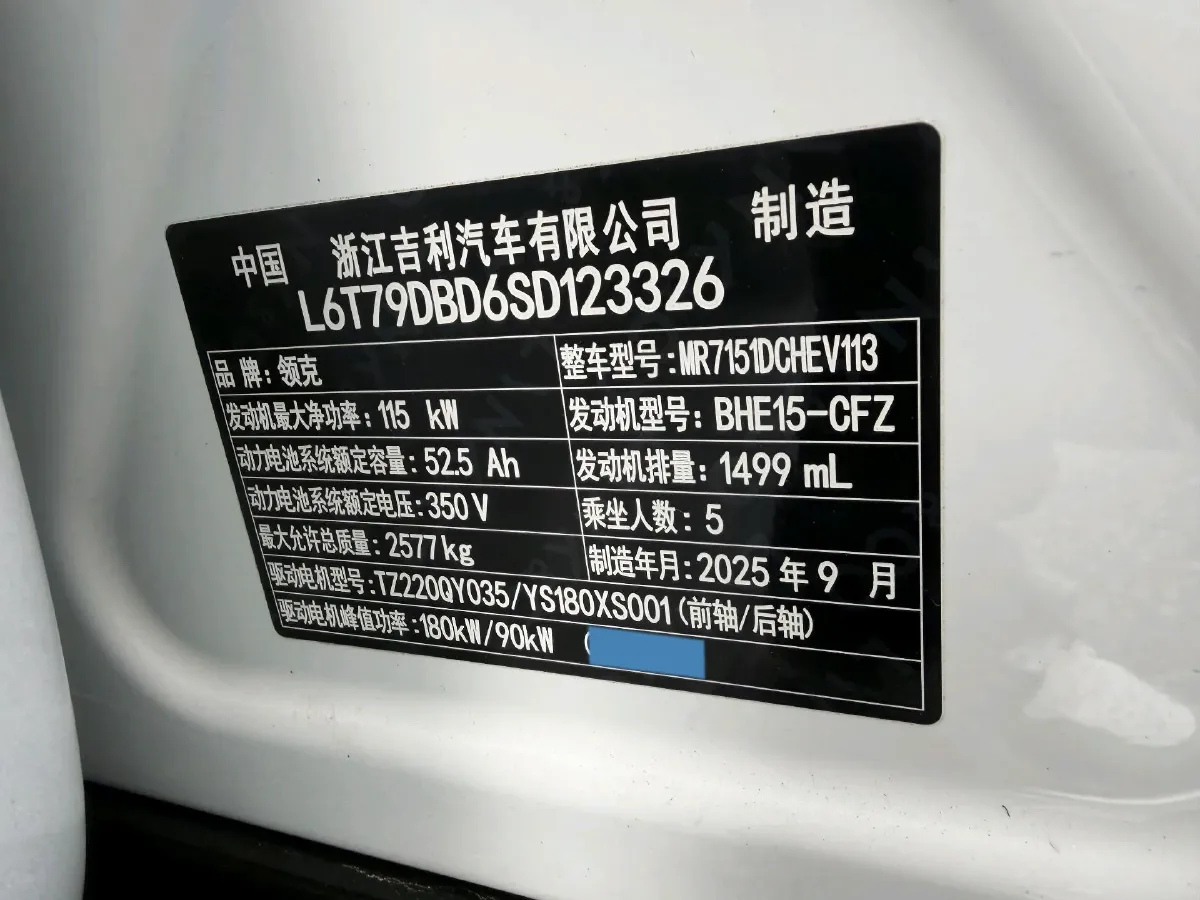 中国 浙江吉利汽车有限公司 制造
L6T79DBD6SD123326
品牌：领克 整车型号：MR7151DCHEV113
发动机最大净功率：115 kW 发动机型号：BHE15-CFZ
动力电池系统额定容量：52.5 Ah 发动机排量：1499 mL
动力电池系统额定电压：350 V 乘坐人数：5
最大允许总质量：2577kg 制造年月：2025 年 9 月
驱动电机型号：TZ220QY035/YS180XS001(前轴/后轴)
驱动电机峰值功率：180kW/90kW (